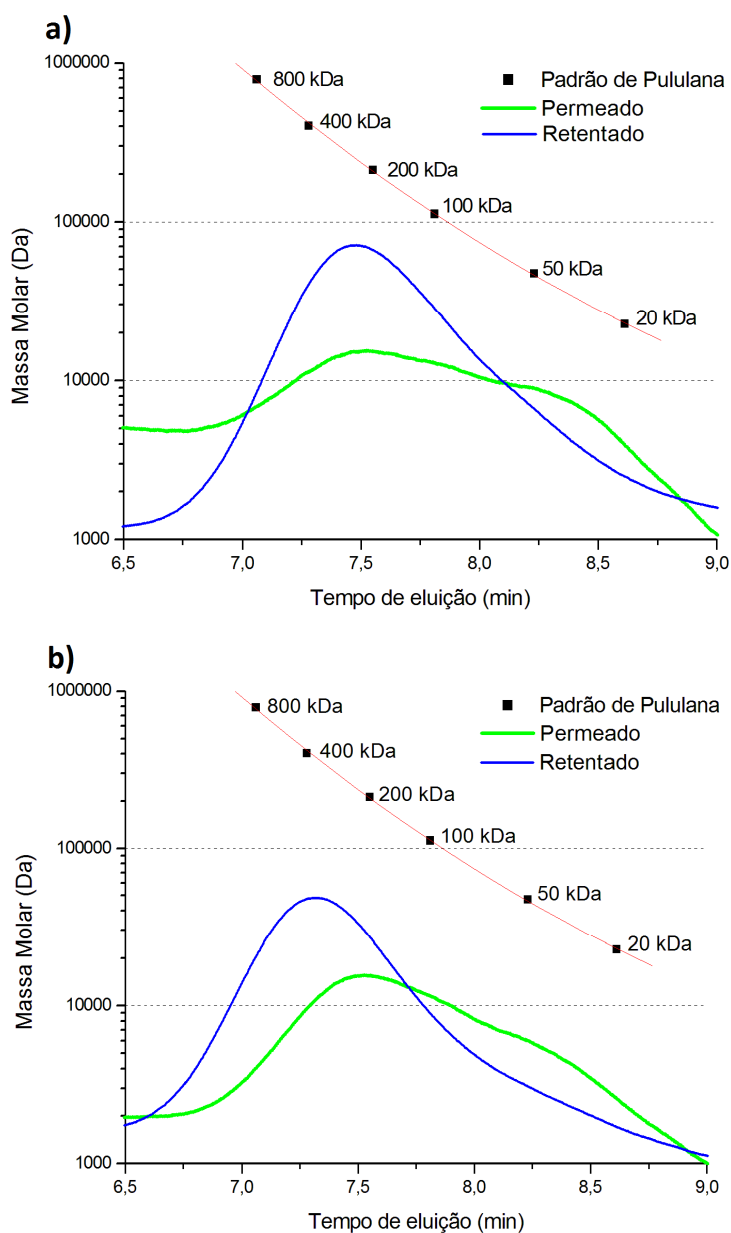 a)
1000000
100000
10000
1000
Massa Molar (Da)
800 kDa
400 kDa
200 kDa
100 kDa
50 kDa
20 kDa
Padrão de Pululana
Permeado
Retentado
6,5 7,0 7,5 8,0 8,5 9,0
Tempo de eluição (min)
b)
1000000
100000
10000
1000
Massa Molar (Da)
800 kDa
400 kDa
200 kDa
100 kDa
50 kDa
20 kDa
Padrão de Pululana
Permeado
Retentado
6,5 7,0 7,5 8,0 8,5 9,0
Tempo de eluição (min)